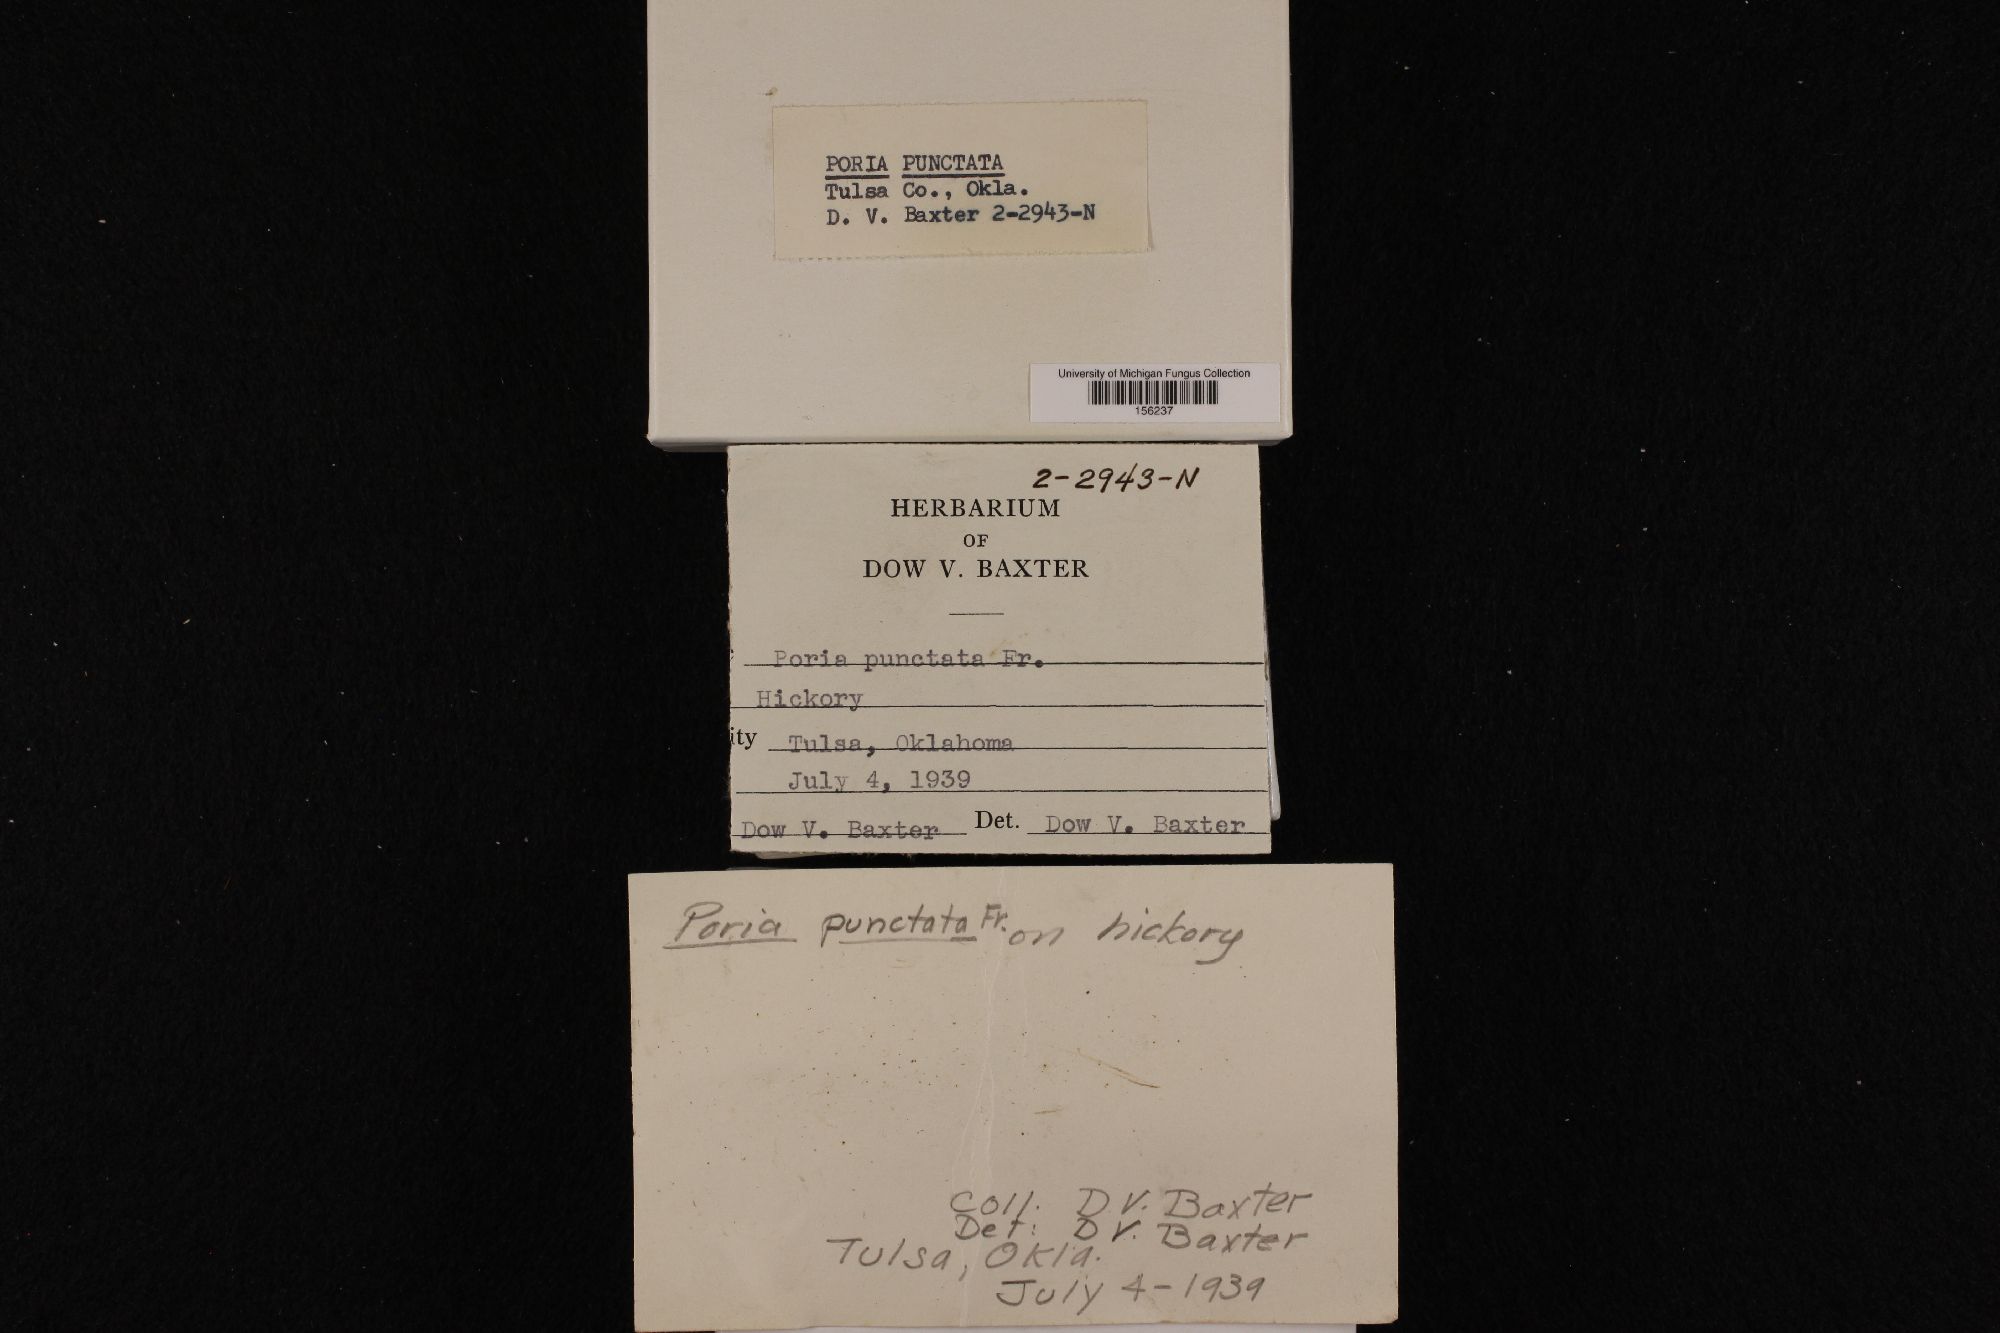 PORIA PUNCTATA
Tulsa Co., Okla.
D. V. Baxter 2-2943-N
University of Michigan Fungus Collection
156237
2-2943-N
HERBARIUM
OF
DOW V. BAXTER
Poria punctata Fr.
Hickory
ity Tulsa, Oklahoma
July 4, 1939
Dow V. Baxter Det. Dow V. Baxter
Poria punctata Fr. on hickory
Coll. D V. Baxter
Det: D V. Baxter
Tulsa, Okla.
July 4-1939